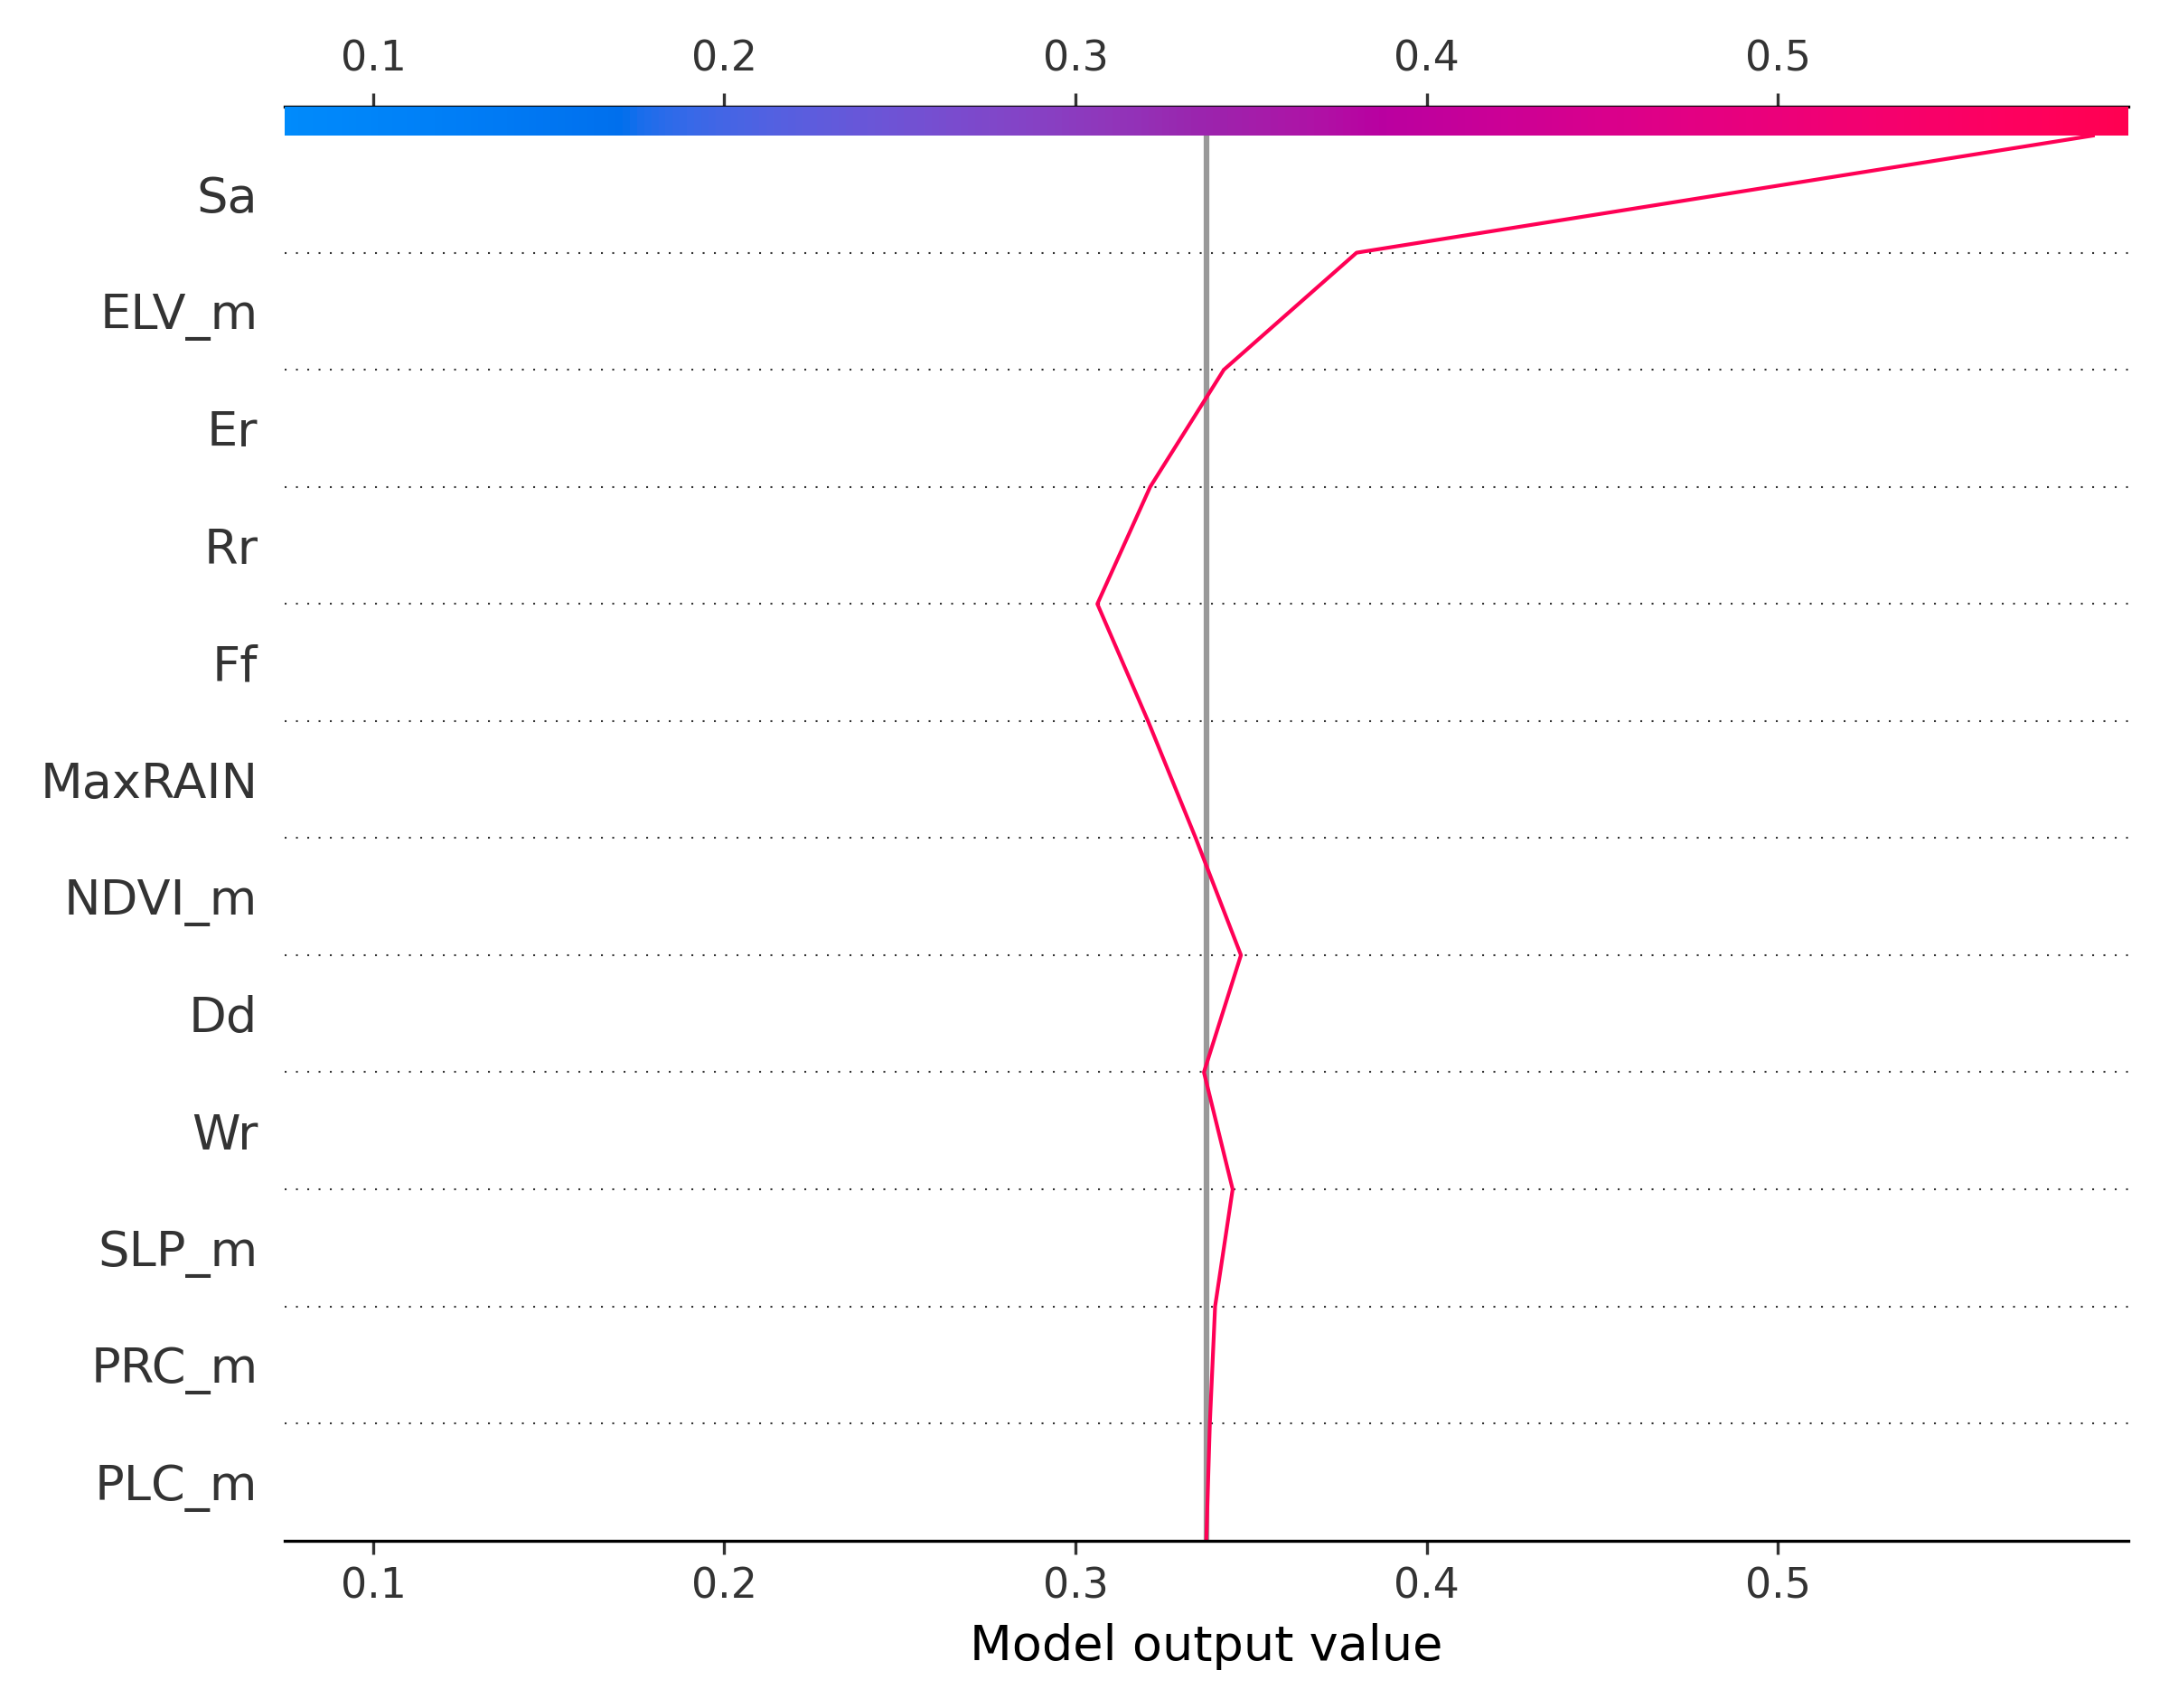 0.1 0.2 0.3 0.4 0.5
Sa
ELV_m
Er
Rr
Ff
MaxRAIN
NDVI_m
Dd
Wr
SLP_m
PRC_m
PLC_m
0.1 0.2 0.3 0.4 0.5
Model output value